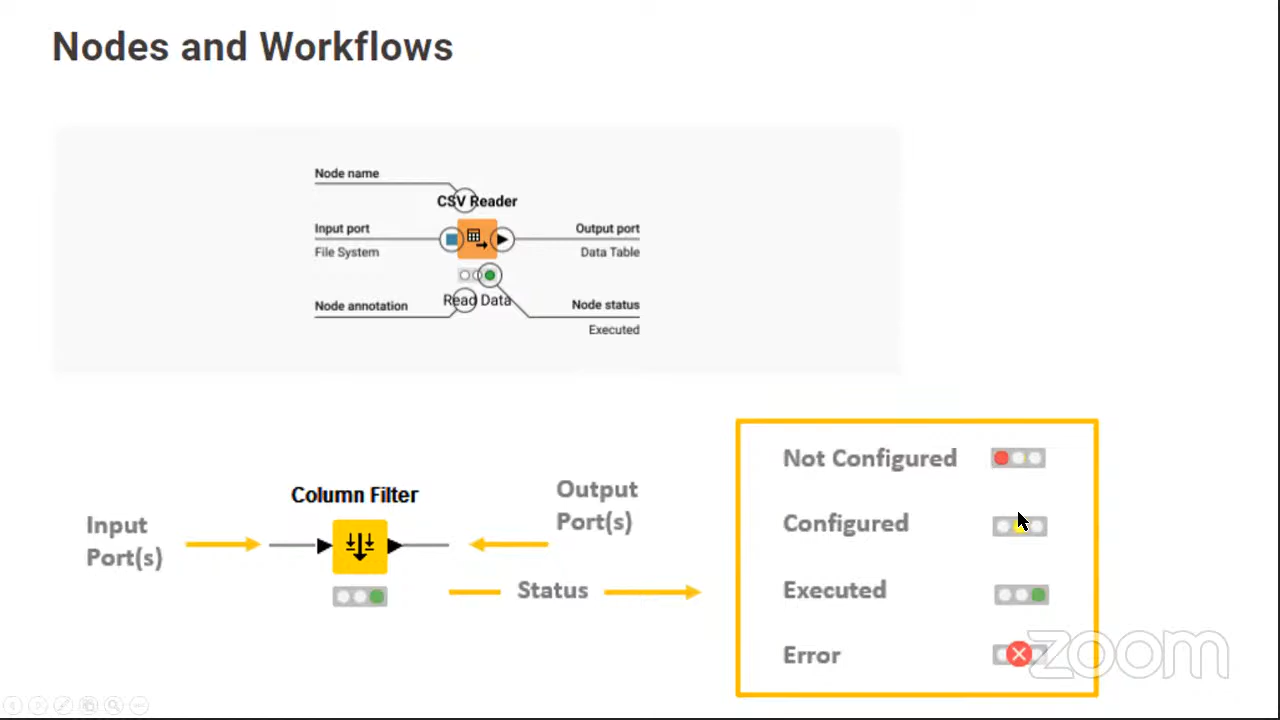 Nodes and Workflows
Node name
CSV Reader
Input port
File System
Output port
Data Table
Node annotation
Read Data
Node status
Executed
Input
Port(s)
Column Filter
Output
Port(s)
Status
Not Configured
Configured
Executed
Error
zoom